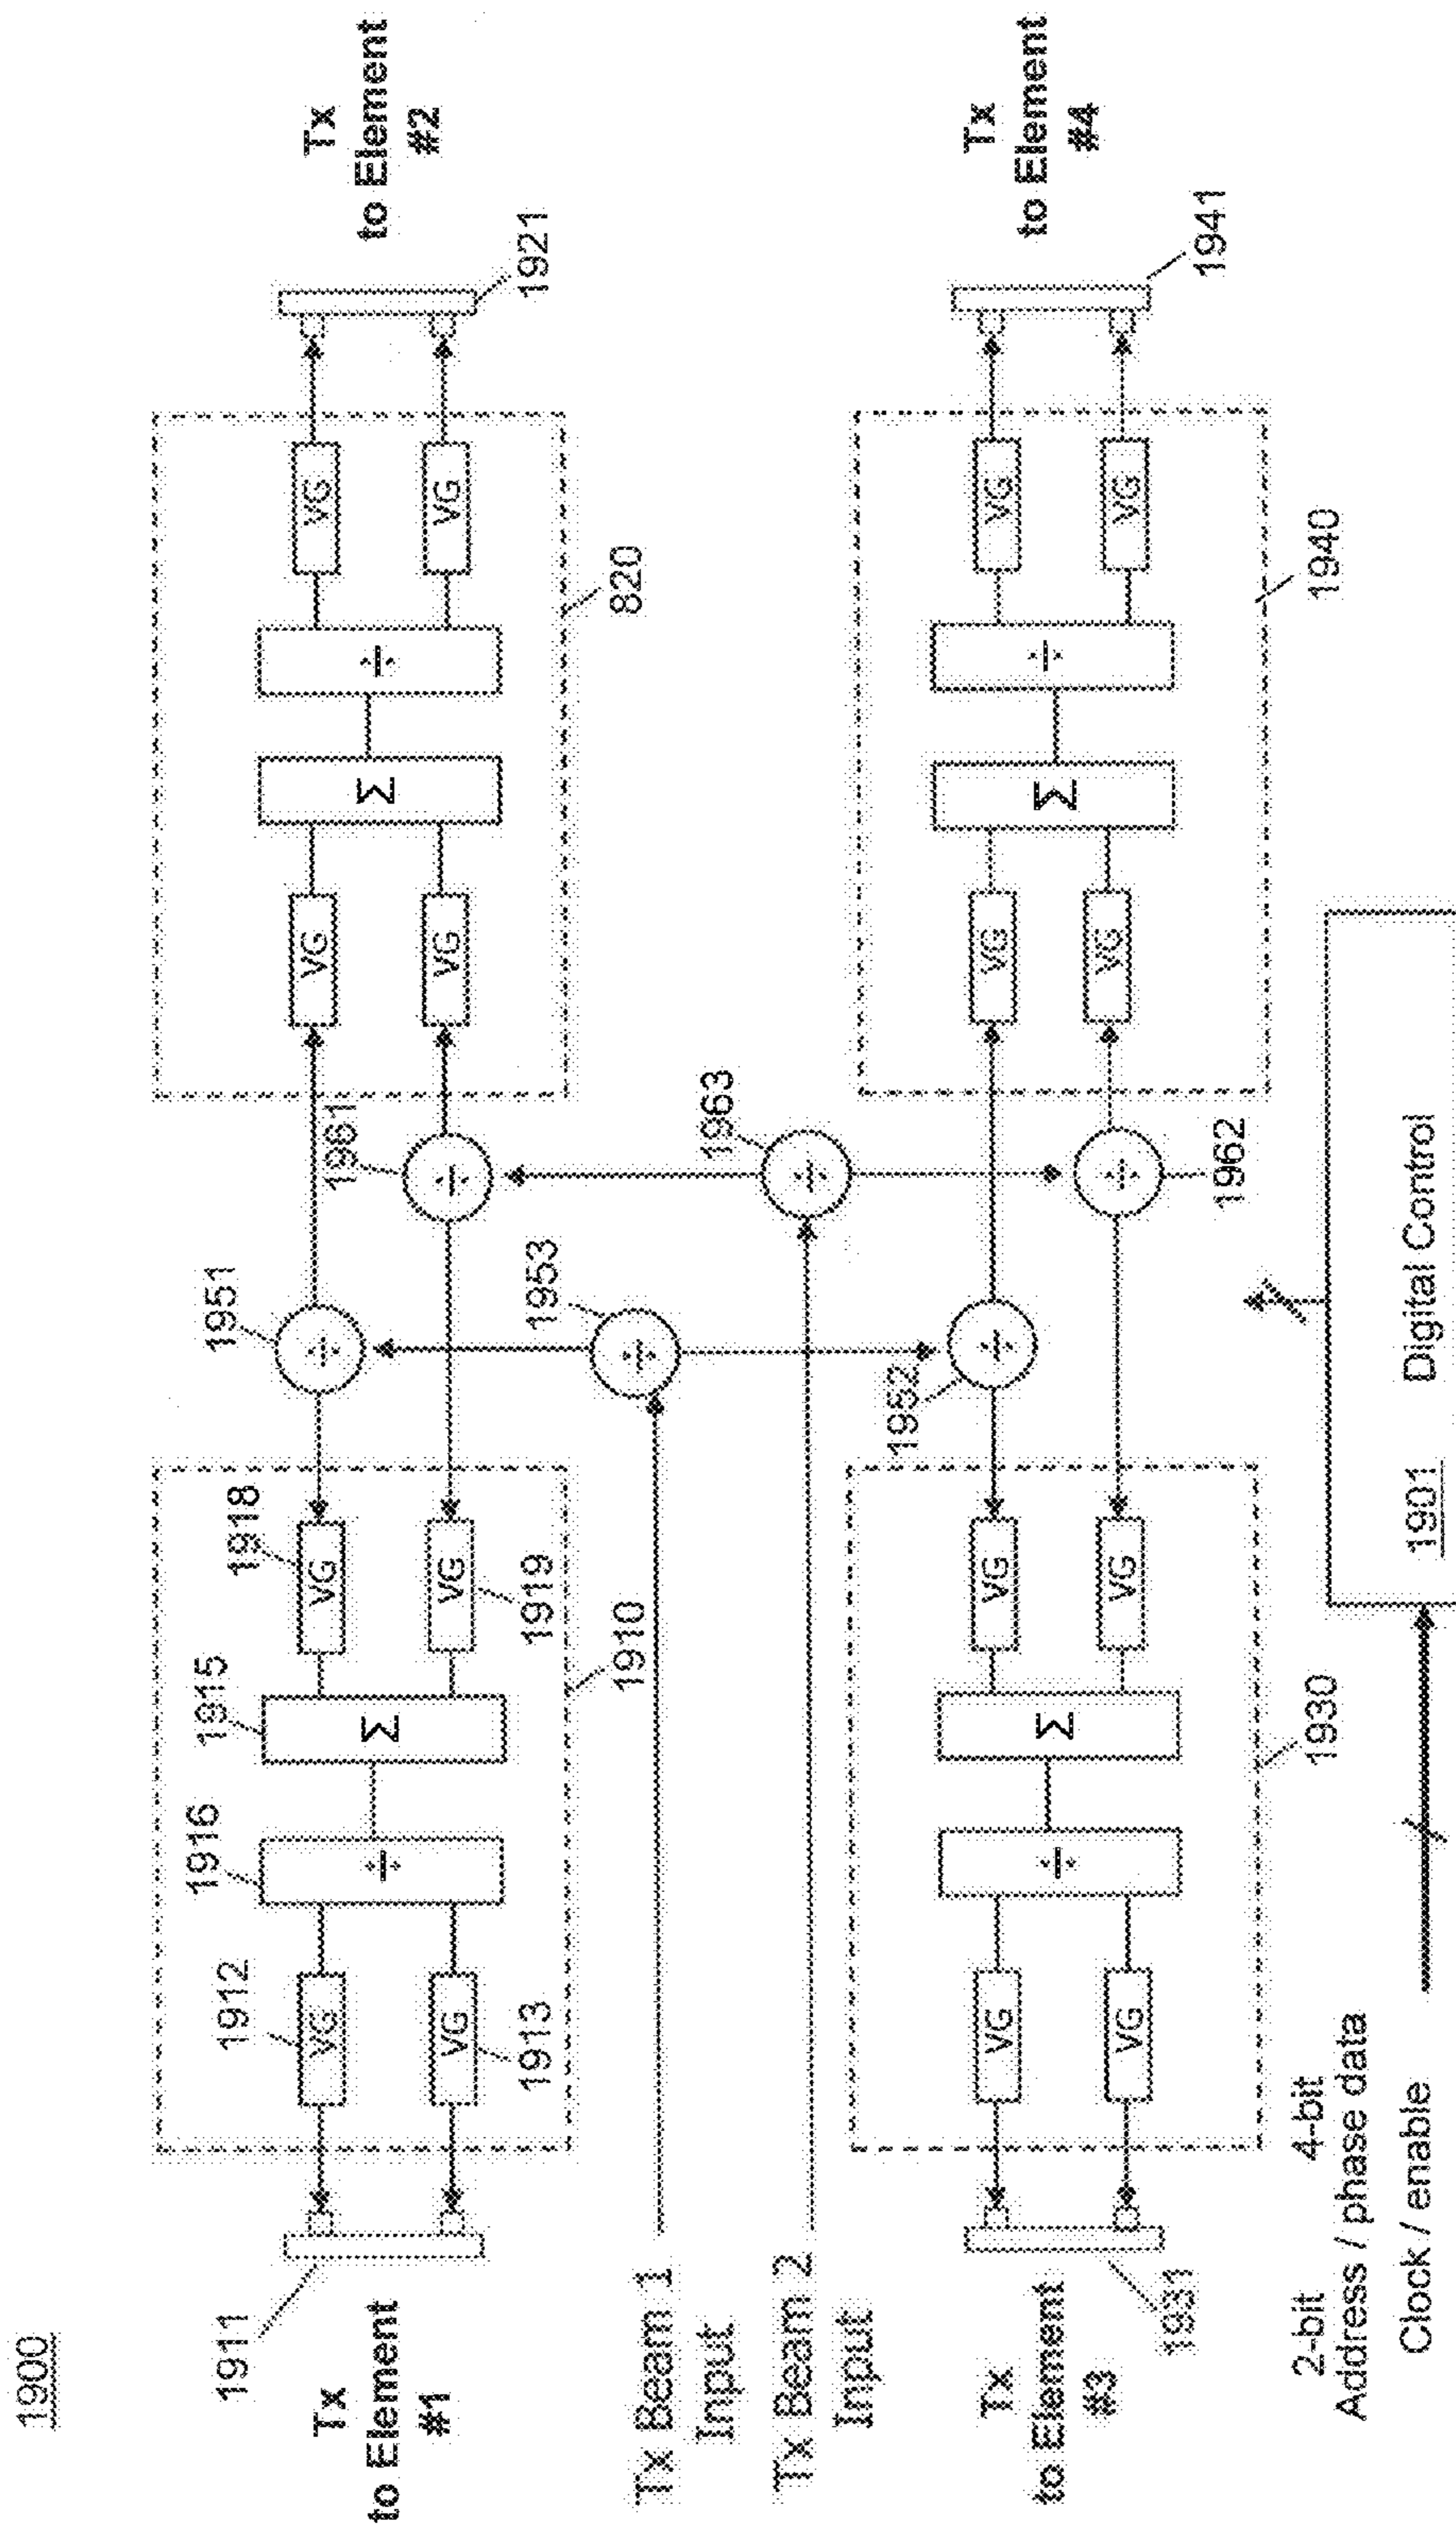 1900
1911
Tx
to Element
#1
1912
1913
1916
1915
1918
1919
1910
VG
VG
÷
Σ
VG
VG
1951
1961
VG
VG
Σ
÷
VG
VG
820
1921
Tx
to Element
#2
Tx Beam 1
Input
Tx Beam 2
Input
1953
÷
÷
÷
÷
1963
Tx
to Element
#3
1931
VG
VG
÷
Σ
VG
VG
1930
1952
÷
÷
1962
VG
VG
Σ
÷
VG
VG
1940
1941
Tx
to Element
#4
2-bit 4-bit
Address / phase data
Clock / enable
1901 Digital Control